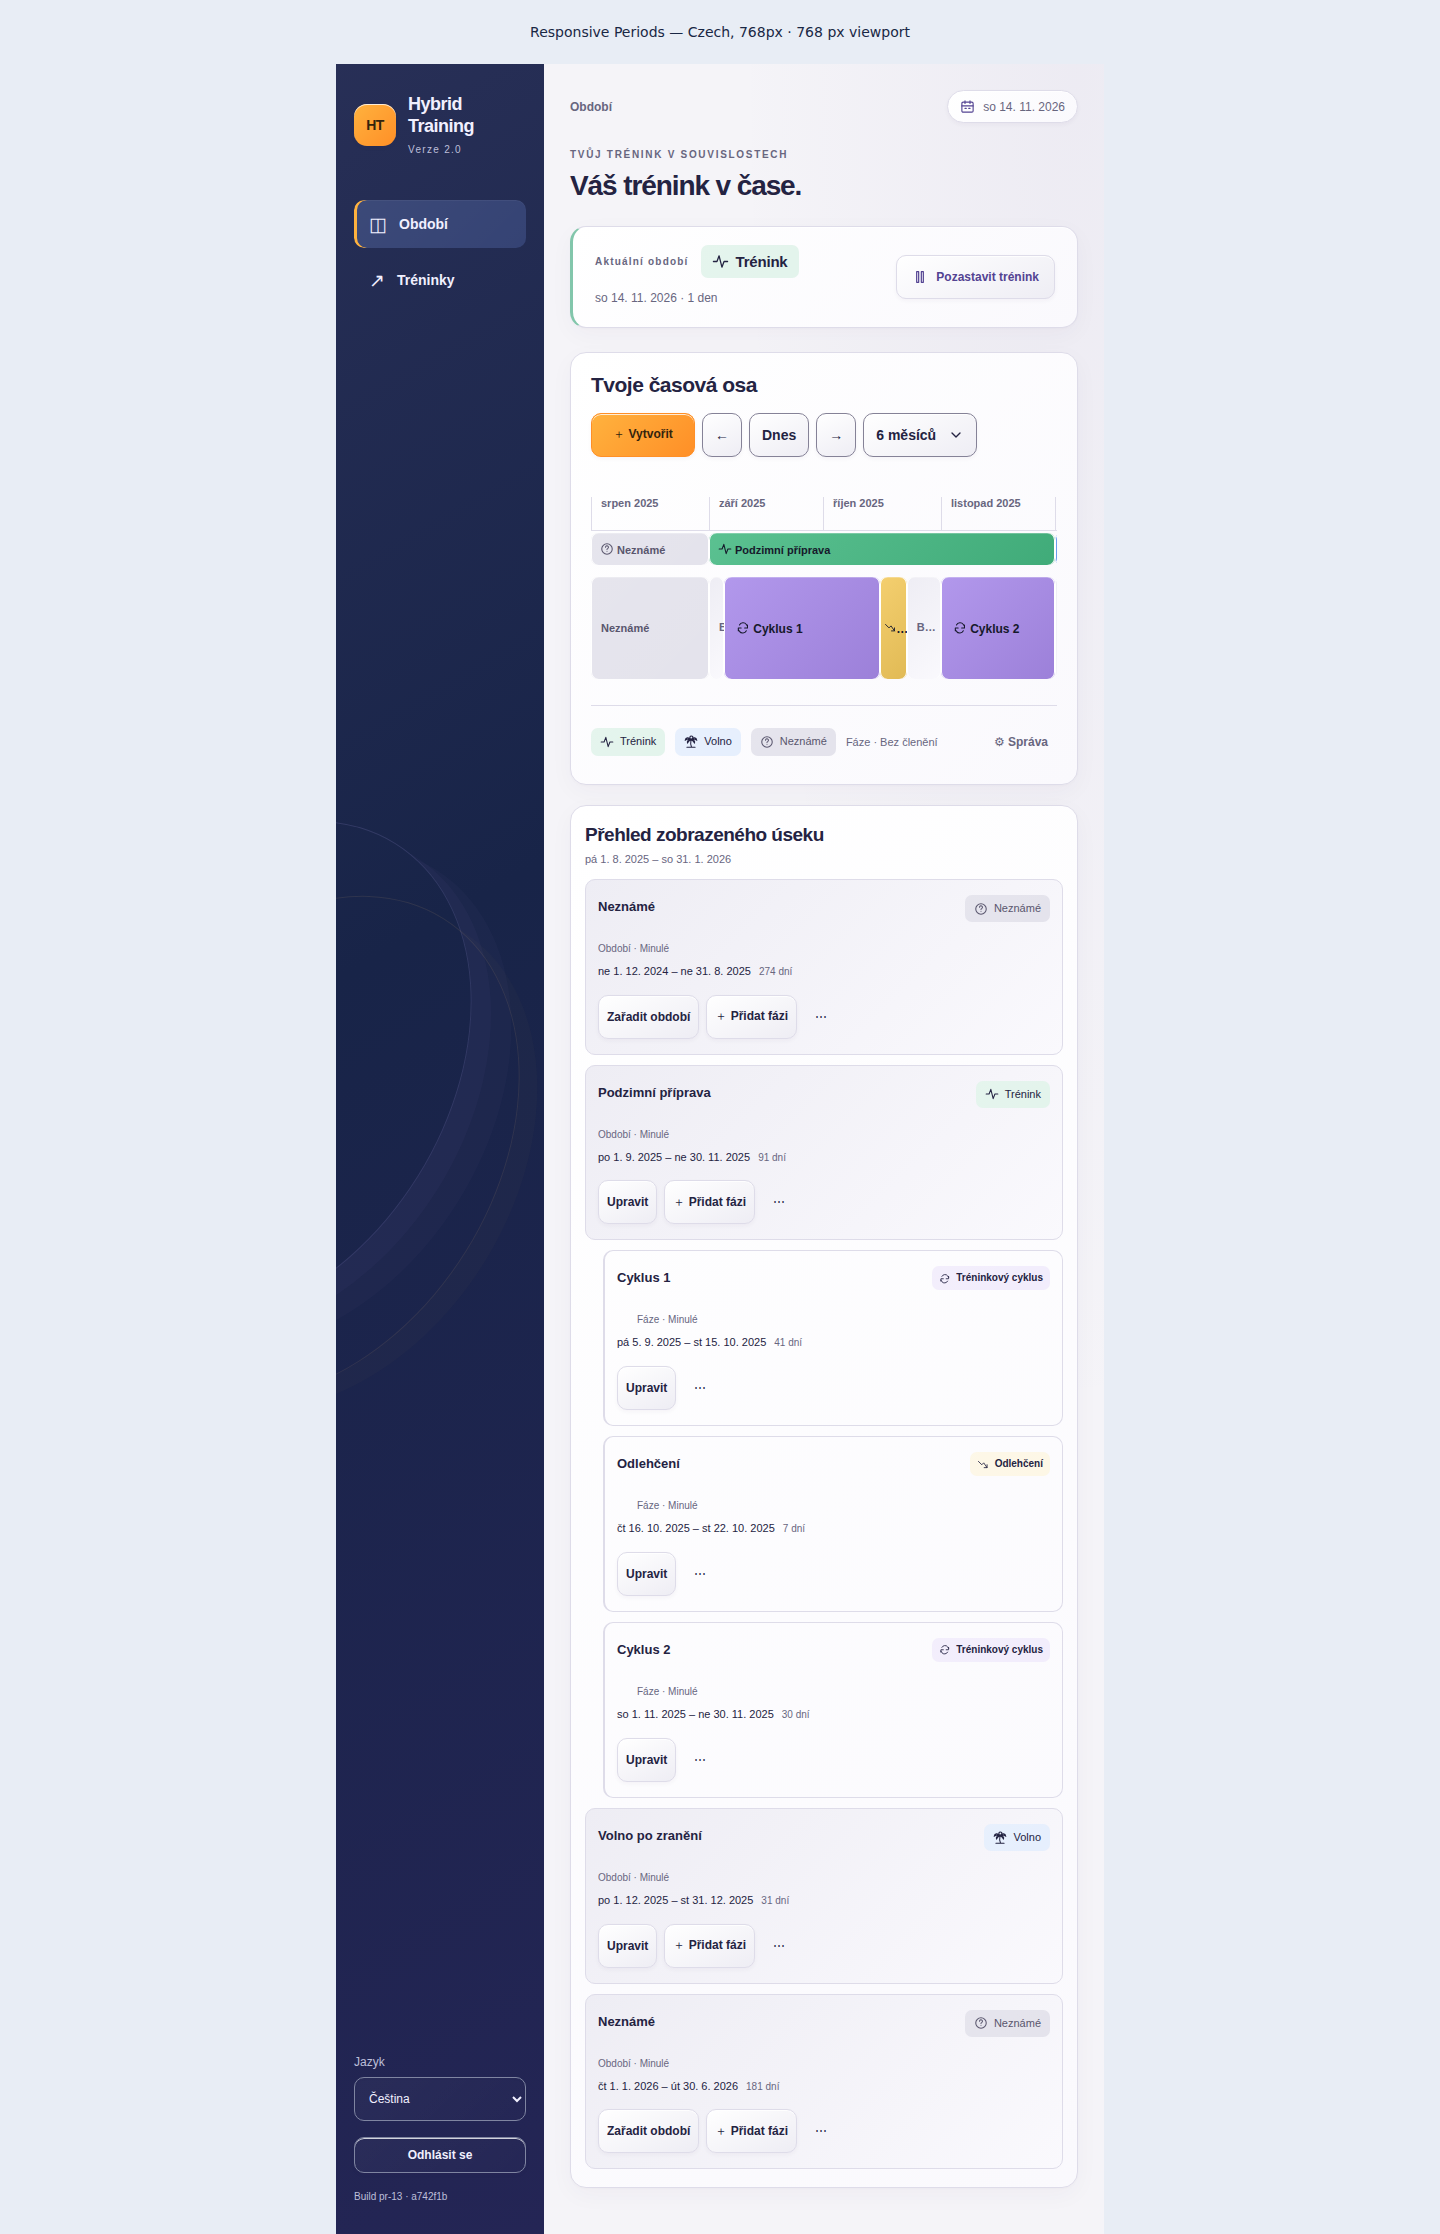 Responsive Periods — Czech, 768px · 768 px viewport
HT
Hybrid
Training
Verze 2.0
Období
Tréninky
Období
so 14. 11. 2026
TVŮJ TRÉNINK V SOUVISLOSTECH
Váš trénink v čase.
Aktuální období
Trénink
so 14. 11. 2026 · 1 den
Pozastavit trénink
Tvoje časová osa
+ Vytvořit
←
Dnes
→
6 měsíců
srpen 2025
září 2025
říjen 2025
listopad 2025
Neznámé
Podzimní příprava
Neznámé
Cyklus 1
...
B...
Cyklus 2
Trénink
Volno
Neznámé
Fáze · Bez členění
⚙ Správa
Přehled zobrazeného úseku
pá 1. 8. 2025 – so 31. 1. 2026
Neznámé
Neznámé
Období · Minulé
ne 1. 12. 2024 – ne 31. 8. 2025 274 dní
Zařadit období
+ Přidat fázi
...
Podzimní příprava
Trénink
Období · Minulé
po 1. 9. 2025 – ne 30. 11. 2025 91 dní
Upravit
+ Přidat fázi
...
Cyklus 1
Tréninkový cyklus
Fáze · Minulé
pá 5. 9. 2025 – st 15. 10. 2025 41 dní
Upravit
...
Odlehčení
Odlehčení
Fáze · Minulé
čt 16. 10. 2025 – st 22. 10. 2025 7 dní
Upravit
...
Cyklus 2
Tréninkový cyklus
Fáze · Minulé
so 1. 11. 2025 – ne 30. 11. 2025 30 dní
Upravit
...
Volno po zranění
Volno
Období · Minulé
po 1. 12. 2025 – st 31. 12. 2025 31 dní
Upravit
+ Přidat fázi
...
Neznámé
Neznámé
Období · Minulé
čt 1. 1. 2026 – út 30. 6. 2026 181 dní
Zařadit období
+ Přidat fázi
...
Jazyk
Čeština
Odhlásit se
Build pr-13 · a742f1b